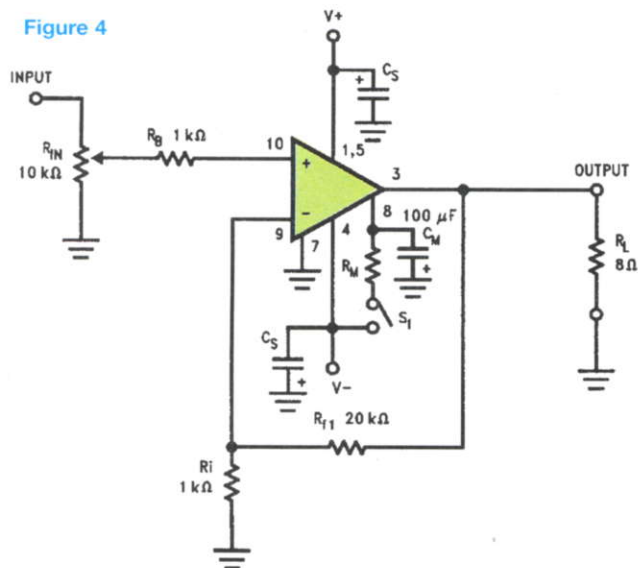 Figure 4
V+
INPUT
+
C_S
R_IN
10 kΩ
R_B 1 kΩ
10
+
1,5
3
OUTPUT
9
−
7
4
8
100 μF
C_M
R_M
+
R_L
8Ω
S_1
C_S
+
V-
R_f1 20 kΩ
Ri
1 kΩ